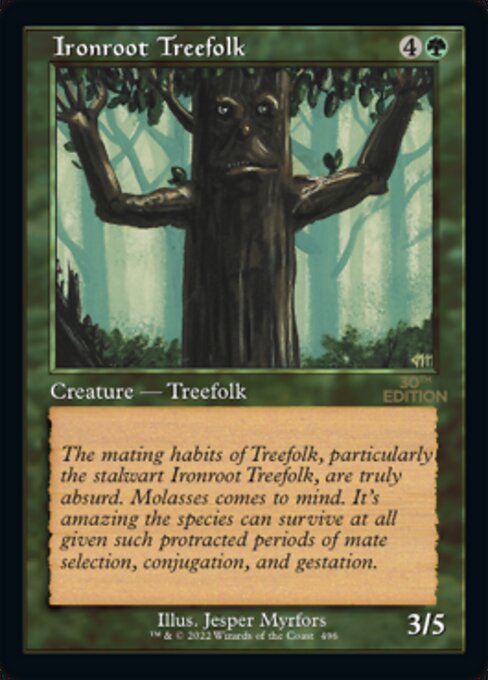 Ironroot Treefolk 4
30TH EDITION
Creature — Treefolk
The mating habits of Treefolk, particularly
the stalwart Ironroot Treefolk, are truly
absurd. Molasses comes to mind. It's
amazing the species can survive at all
given such protracted periods of mate
selection, conjugation, and gestation.
Illus. Jesper Myrfors
™ & © 2022 Wizards of the Coast 496
3/5